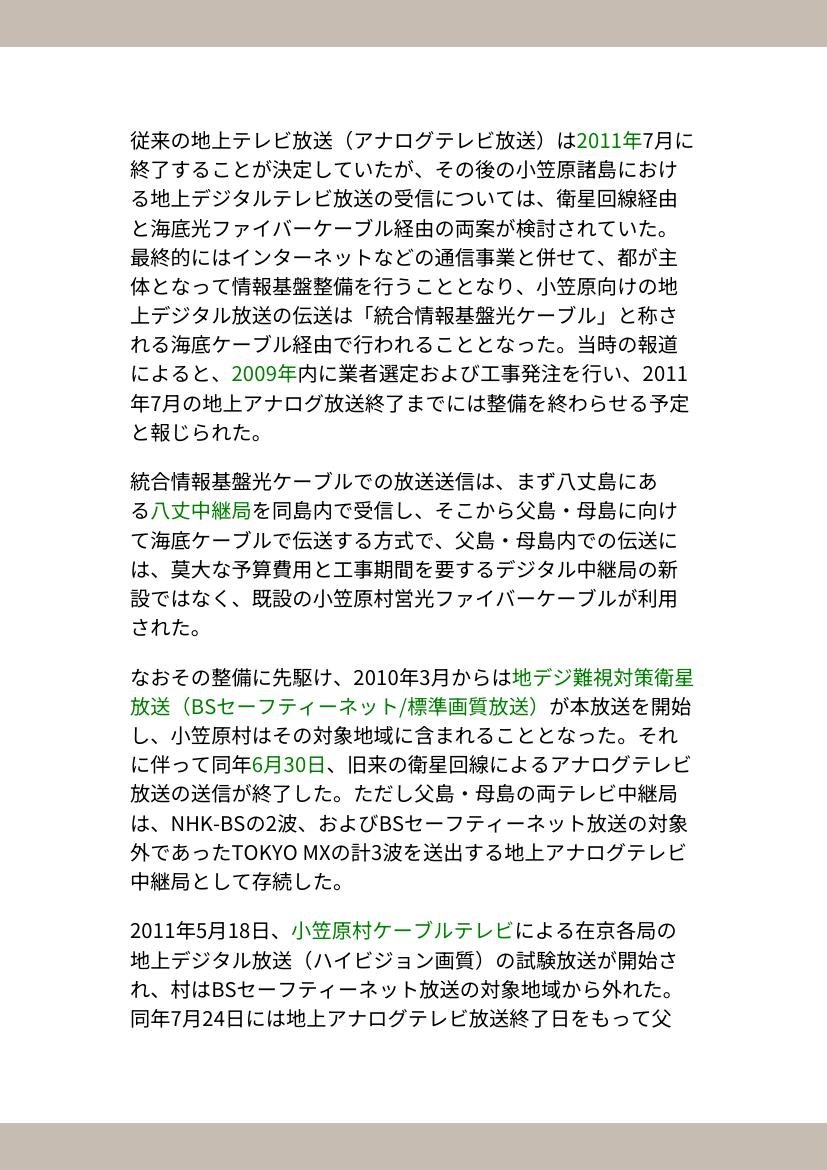 従来の地上テレビ放送（アナログテレビ放送）は2011年7月に
終了することが決定していたが、その後の小笠原諸島におけ
る地上デジタルテレビ放送の受信については、衛星回線経由
と海底光ファイバーケーブル経由の両案が検討されていた。
最終的にはインターネットなどの通信事業と併せて、都が主
体となって情報基盤整備を行うこととなり、小笠原向けの地
上デジタル放送の伝送は「統合情報基盤光ケーブル」と称さ
れる海底ケーブル経由で行われることとなった。当時の報道
によると、2009年内に業者選定および工事発注を行い、2011
年7月の地上アナログ放送終了までには整備を終わらせる予定
と報じられた。
統合情報基盤光ケーブルでの放送送信は、まず八丈島にあ
る八丈中継局を同島内で受信し、そこから父島・母島に向け
て海底ケーブルで伝送する方式で、父島・母島内での伝送に
は、莫大な予算費用と工事期間を要するデジタル中継局の新
設ではなく、既設の小笠原村営光ファイバーケーブルが利用
された。
なおその整備に先駆け、2010年3月からは地デジ難視対策衛星
放送（BSセーフティーネット/標準画質放送）が本放送を開始
し、小笠原村はその対象地域に含まれることとなった。それ
に伴って同年6月30日、旧来の衛星回線によるアナログテレビ
放送の送信が終了した。ただし父島・母島の両テレビ中継局
は、NHK-BSの2波、およびBSセーフティーネット放送の対象
外であったTOKYO MXの計3波を送出する地上アナログテレビ
中継局として存続した。
2011年5月18日、小笠原村ケーブルテレビによる在京各局の
地上デジタル放送（ハイビジョン画質）の試験放送が開始さ
れ、村はBSセーフティーネット放送の対象地域から外れた。
同年7月24日には地上アナログテレビ放送終了日をもって父